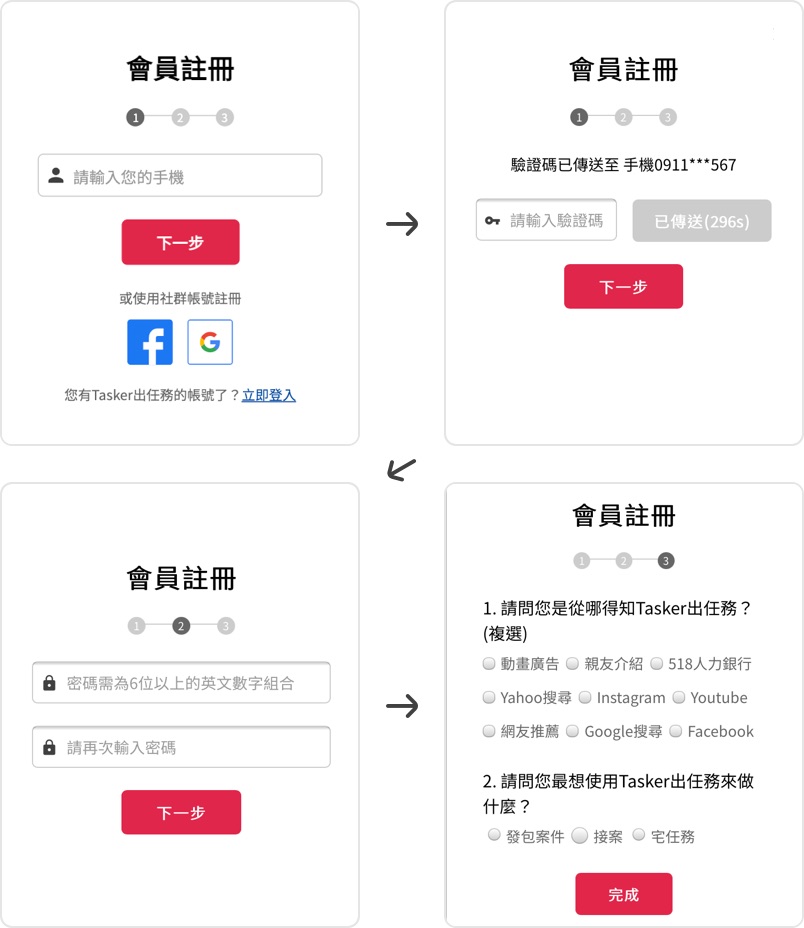 會員註冊
1 2 3
請輸入您的手機
下一步
或使用社群帳號註冊
您有Tasker出任務的帳號了？立即登入
會員註冊
1 2 3
驗證碼已傳送至 手機0911***567
請輸入驗證碼 已傳送(296s)
下一步
會員註冊
1 2 3
密碼需為6位以上的英文數字組合
請再次輸入密碼
下一步
會員註冊
1 2 3
1. 請問您是從哪得知Tasker出任務？
(複選)
動畫廣告 親友介紹 518人力銀行
Yahoo搜尋 Instagram Youtube
網友推薦 Google搜尋 Facebook
2. 請問您最想使用Tasker出任務來做
什麼？
發包案件 接案 宅任務
完成